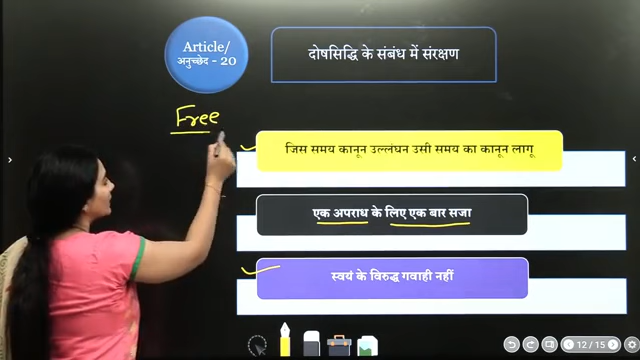 Article/
अनुच्छेद - 20
दोषसिद्धि के संबंध में संरक्षण
Free
जिस समय कानून उल्लंघन उसी समय का कानून लागू
एक अपराध के लिए एक बार सजा
स्वयं के विरुद्ध गवाही नहीं
12 / 15